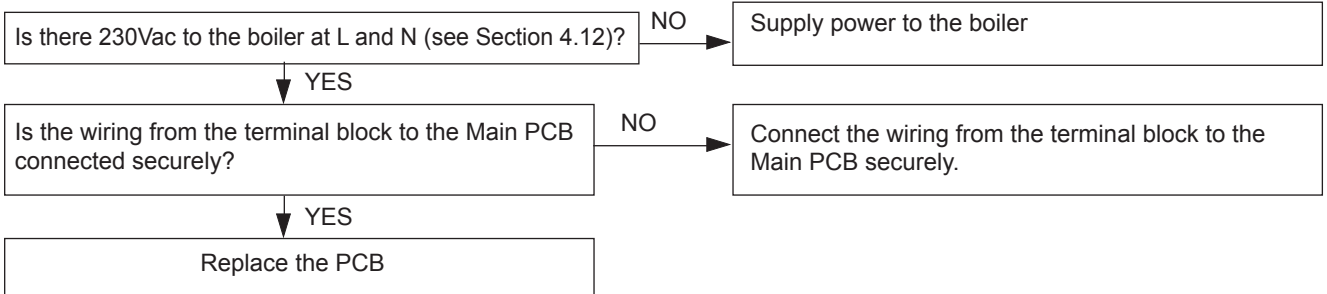 Is there 230Vac to the boiler at L and N (see Section 4.12)?
NO
Supply power to the boiler
YES
Is the wiring from the terminal block to the Main PCB
connected securely?
NO
Connect the wiring from the terminal block to the
Main PCB securely.
YES
Replace the PCB